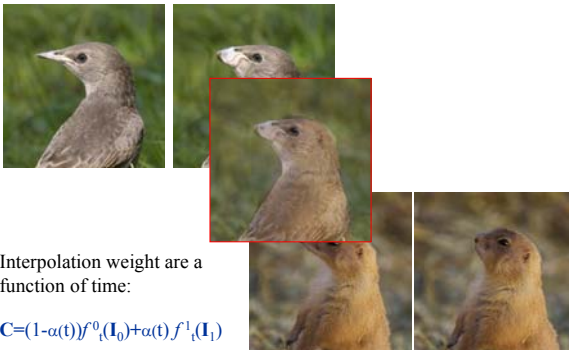 Interpolation weight are a
function of time:
C=(1-α(t))f⁰ₜ(I₀)+α(t) f¹ₜ(I₁)